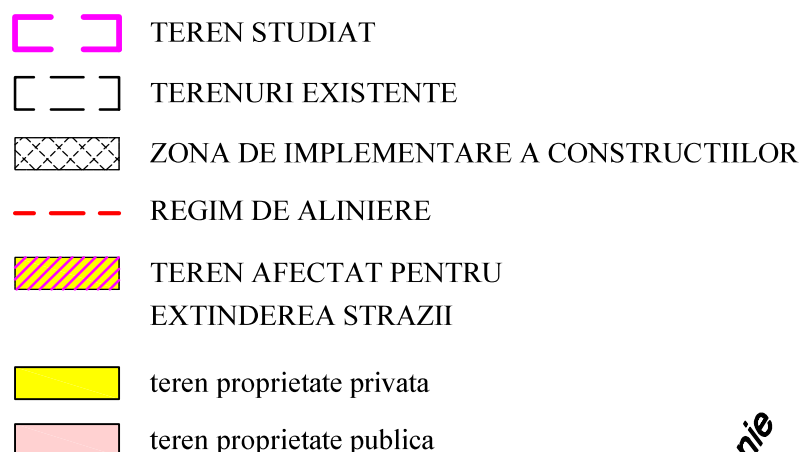 TEREN STUDIAT
TERENURI EXISTENTE
ZONA DE IMPLEMENTARE A CONSTRUCTIILOR
REGIM DE ALINIERE
TEREN AFECTAT PENTRU
EXTINDEREA STRAZII
teren proprietate privata
teren proprietate publica